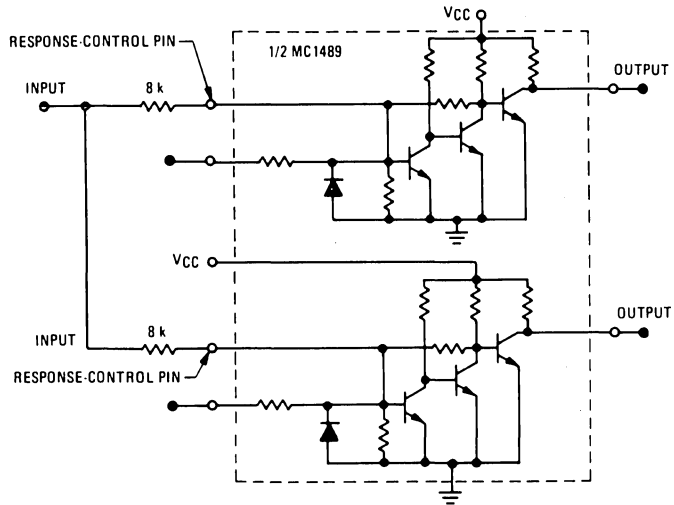 VCC
RESPONSE-CONTROL PIN
1/2 MC1489
INPUT
8 k
OUTPUT
VCC
OUTPUT
INPUT
8 k
RESPONSE-CONTROL PIN